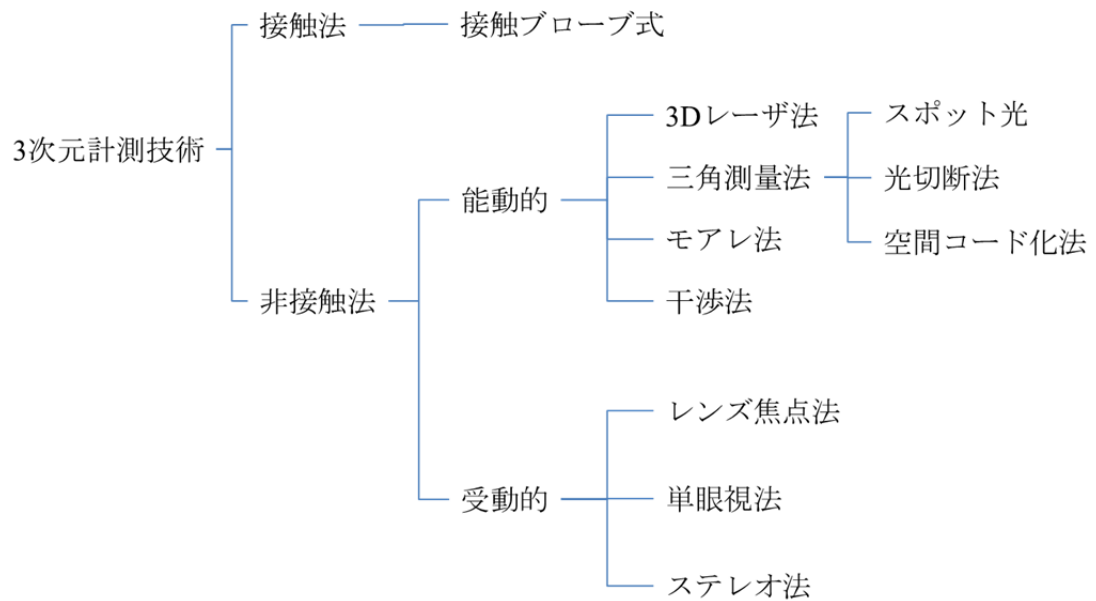 接触法
接触ブローブ式
3次元計測技術
非接触法
能動的
3Dレーザ法
三角測量法
スポット光
光切断法
空間コード化法
モアレ法
干渉法
受動的
レンズ焦点法
単眼視法
ステレオ法